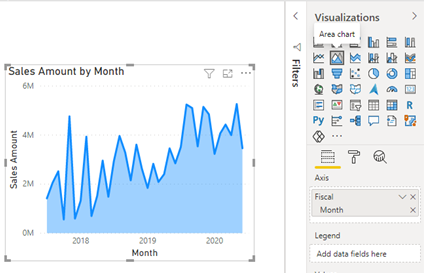 Visualizations
Area chart
Filters
Sales Amount by Month
6M
4M
2M
0M
Sales Amount
2018
2019
2020
Month
R
Py
Axis
Fiscal
Month
Legend
Add data fields here